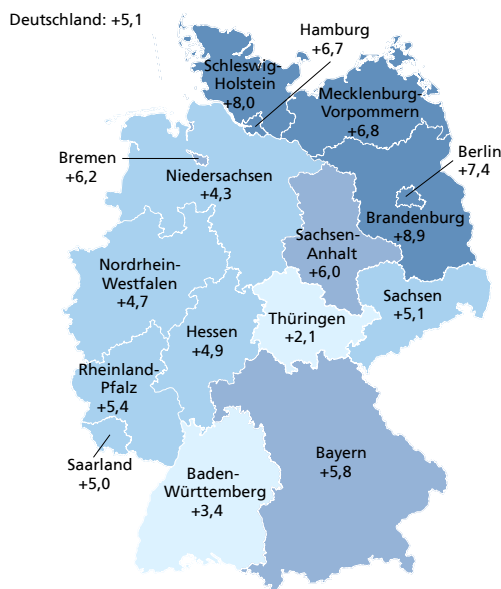 Deutschland: +5,1
Hamburg
+6,7
Schleswig-
Holstein
+8,0
Mecklenburg-
Vorpommern
+6,8
Bremen
+6,2
Niedersachsen
+4,3
Berlin
+7,4
Brandenburg
+8,9
Sachsen-
Anhalt
+6,0
Nordrhein-
Westfalen
+4,7
Sachsen
+5,1
Thüringen
+2,1
Hessen
+4,9
Rheinland-
Pfalz
+5,4
Saarland
+5,0
Bayern
+5,8
Baden-
Württemberg
+3,4